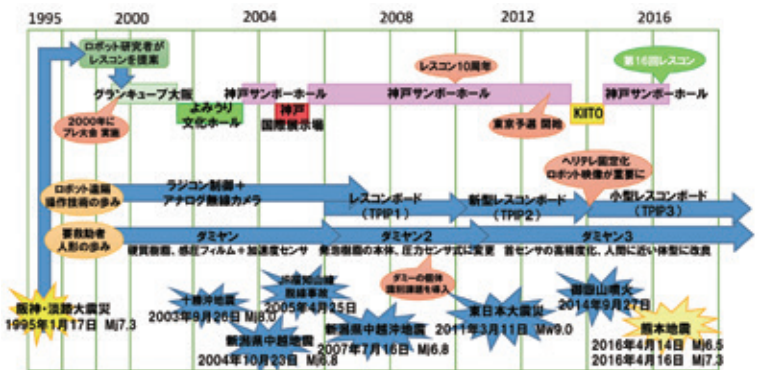 1995
2000
2004
2008
2012
2016
ロボット研究者が
レスコンを提案
グランキューブ大阪
2000年に
プレ大会 実施
よみうり
文化ホール
神戸サンボーホール
神戸
国際展示場
レスコン10周年
神戸サンボーホール
東京予選 開始
KIITO
第16回レスコン
神戸サンボーホール
ロボット遠隔
操作技術の歩み
ラジコン制御+
アナログ無線カメラ
レスコンボード
(TPIP1)
新型レスコンボード
(TPIP2)
ヘリテレ固定化
ロボット映像が重要に
小型レスコンボード
(TPIP3)
要救助者
人形の歩み
ダミヤン
硬質樹脂、感圧フィルム+加速度センサ
ダミヤン2
発泡樹脂の本体、圧力センサ式に変更
ダミヤン3
首センサの高精度化、人間に近い体型に改良
ダミーの個体
識別課題を導入
阪神・淡路大震災
1995年1月17日 Mj7.3
十勝沖地震
2003年9月26日 Mj8.0
新潟県中越地震
2004年10月23日 Mj6.8
JR福知山線
脱線事故
2005年4月25日
新潟県中越沖地震
2007年7月16日 Mj6.8
東日本大震災
2011年3月11日 Mw9.0
御嶽山噴火
2014年9月27日
熊本地震
2016年4月14日 Mj6.5
2016年4月16日 Mj7.3